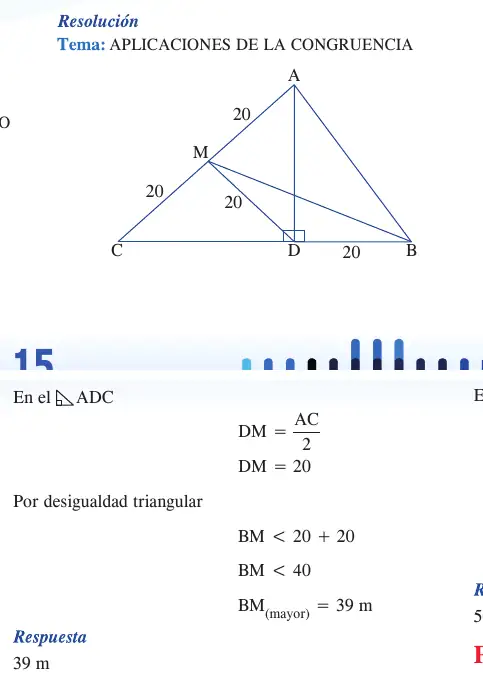 Resolución
Tema: APLICACIONES DE LA CONGRUENCIA
O
A
20
M
20
20
C
D
20
B
15
En el ADC
E
DM = AC/2
DM = 20
Por desigualdad triangular
BM < 20 + 20
BM < 40
BM(mayor) = 39 m
R
Respuesta
5
39 m